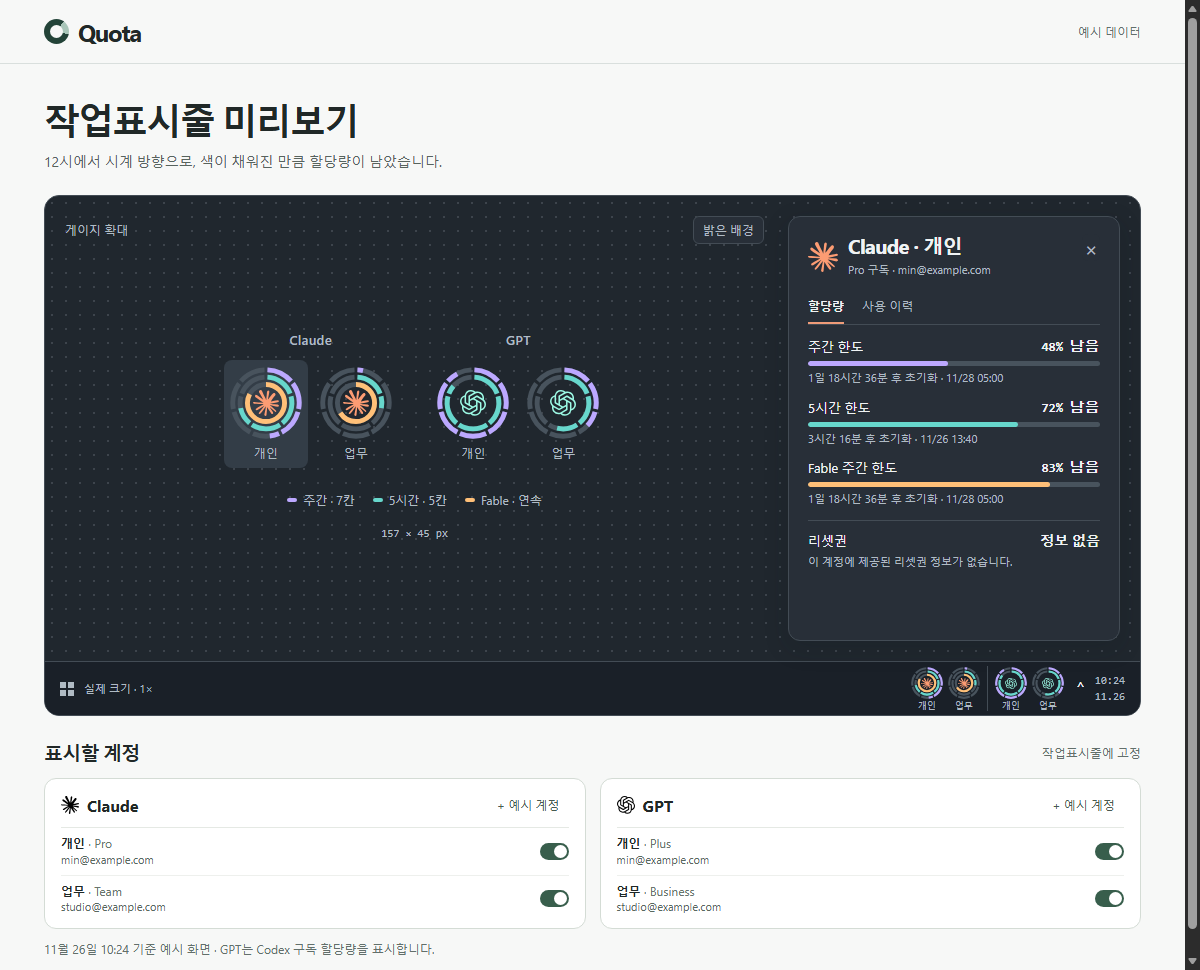 Quota
예시 데이터
작업표시줄 미리보기
12시에서 시계 방향으로, 색이 채워진 만큼 할당량이 남았습니다.
게이지 확대
밝은 배경
Claude
GPT
개인
업무
개인
업무
주간 · 7칸
5시간 · 5칸
Fable · 연속
157 × 45 px
Claude · 개인
×
Pro 구독 · min@example.com
할당량
사용 이력
주간 한도
48% 남음
1일 18시간 36분 후 초기화 · 11/28 05:00
5시간 한도
72% 남음
3시간 16분 후 초기화 · 11/26 13:40
Fable 주간 한도
83% 남음
1일 18시간 36분 후 초기화 · 11/28 05:00
리셋권
정보 없음
이 계정에 제공된 리셋권 정보가 없습니다.
실제 크기 · 1×
개인
업무
개인
업무
10:24
11.26
표시할 계정
작업표시줄에 고정
Claude
+ 예시 계정
개인 · Pro
min@example.com
업무 · Team
studio@example.com
GPT
+ 예시 계정
개인 · Plus
min@example.com
업무 · Business
studio@example.com
11월 26일 10:24 기준 예시 화면 · GPT는 Codex 구독 할당량을 표시합니다.